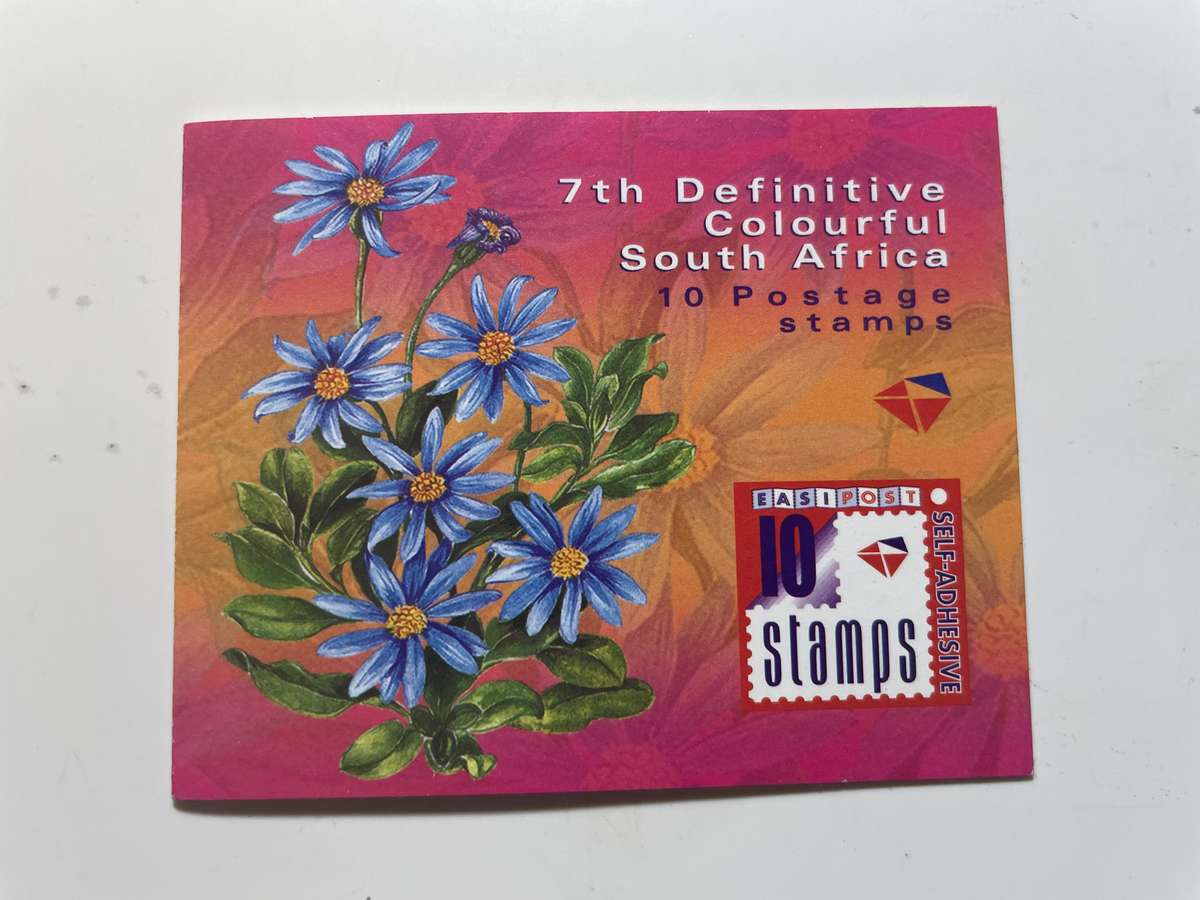 7th Definitive
Colourful
South Africa
10 Postage
stamps
EASIPOST
10
stamps
SELF-ADHESIVE